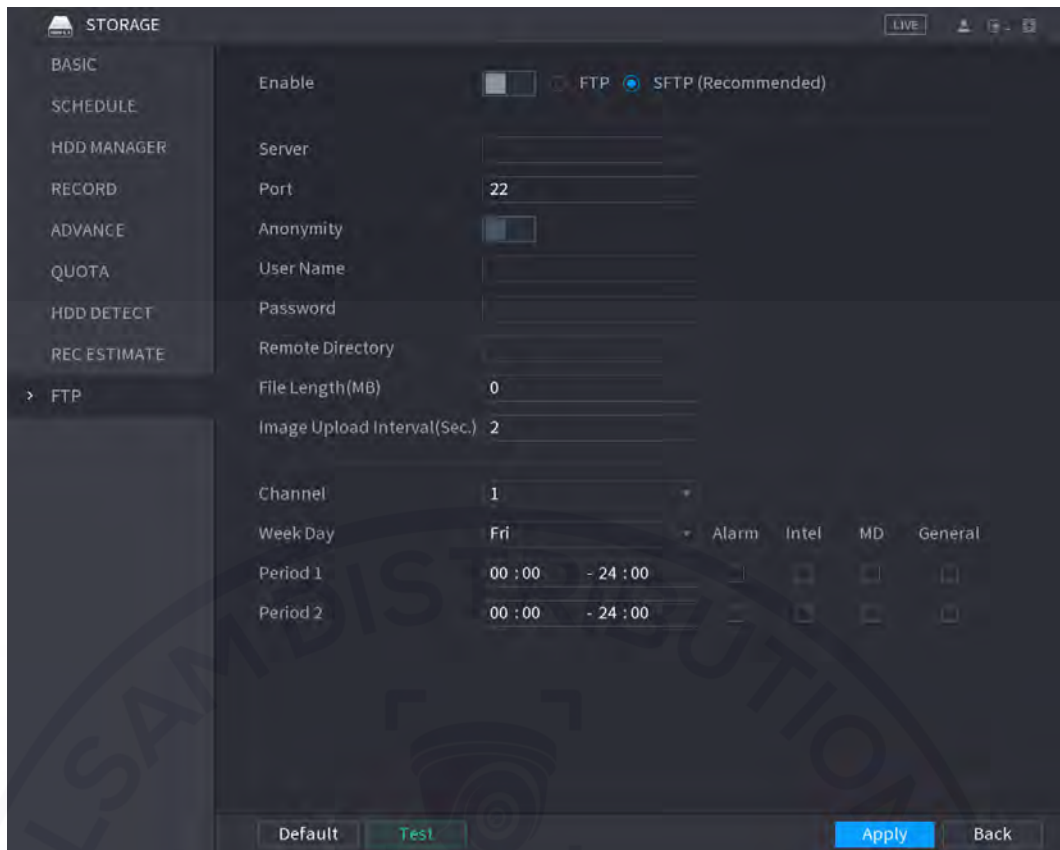 STORAGE LIVE
BASIC
Enable FTP SFTP (Recommended)
SCHEDULE
HDD MANAGER
Server
RECORD
Port 22
ADVANCE
Anonymity
QUOTA
User Name
HDD DETECT
Password
REC ESTIMATE
Remote Directory
FTP
File Length(MB) 0
Image Upload Interval(Sec.) 2
Channel 1
Week Day Fri Alarm Intel MD General
Period 1 00 :00 - 24 :00
Period 2 00 :00 - 24 :00
Default Test Apply Back
LSAM.DISTRIBUTION